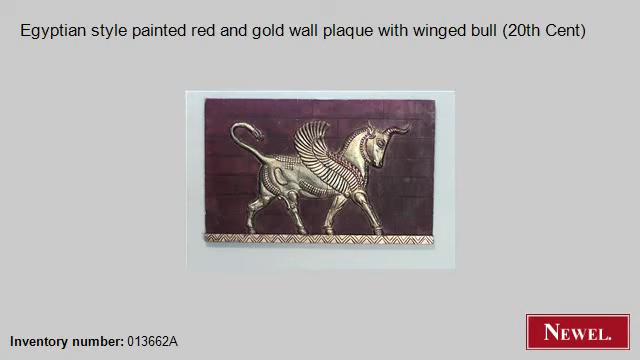 Egyptian style painted red and gold wall plaque with winged bull (20th Cent)
Inventory number: 013662A
NEWEL.